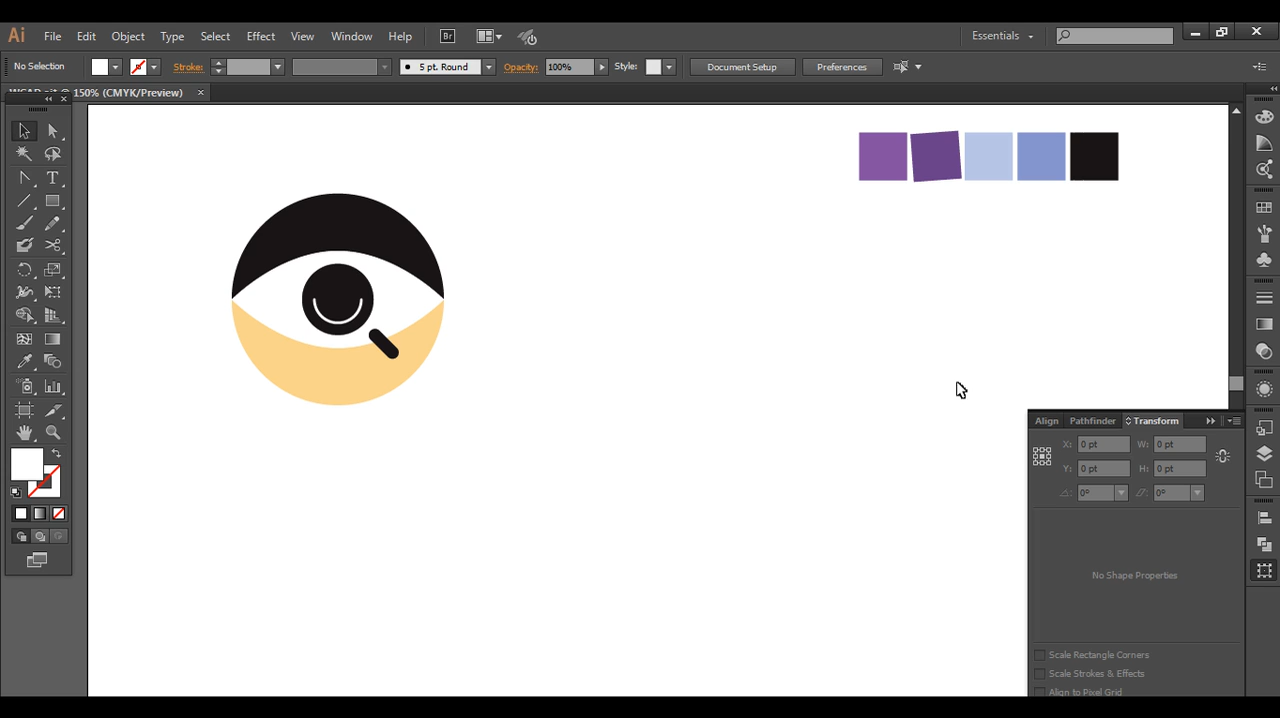 Ai File Edit Object Type Select Effect View Window Help Br Essentials
No Selection Stroke: 5 pt. Round Opacity: 100% Style: Document Setup Preferences
150% (CMYK/Preview)
Align Pathfinder Transform
X: 0 pt W: 0 pt
Y: 0 pt H: 0 pt
0° 0°
No Shape Properties
Scale Rectangle Corners
Scale Strokes & Effects
Align to Pixel Grid